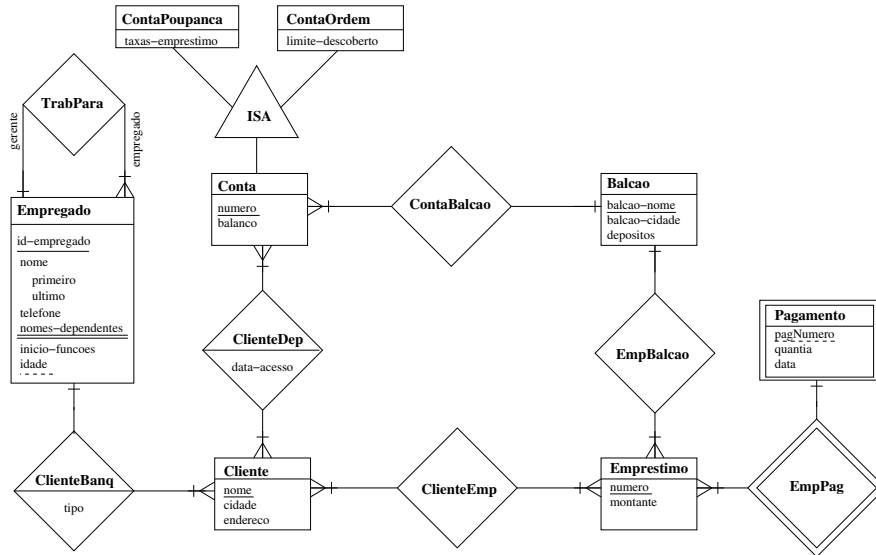 ContaPoupanca
taxas-emprestimo
ContaOrdem
limite-descoberto
TrabPara
gerente
empregado
ISA
Empregado
id-empregado
nome
primeiro
ultimo
telefone
nomes-dependentes
inicio-funcoes
idade
Conta
numero
balanco
ContaBalcao
Balcao
balcao-nome
balcao-cidade
depositos
ClienteDep
data-acesso
EmpBalcao
Pagamento
pagNumero
quantia
data
ClienteBanq
tipo
Cliente
nome
cidade
endereco
ClienteEmp
Emprestimo
numero
montante
EmpPag